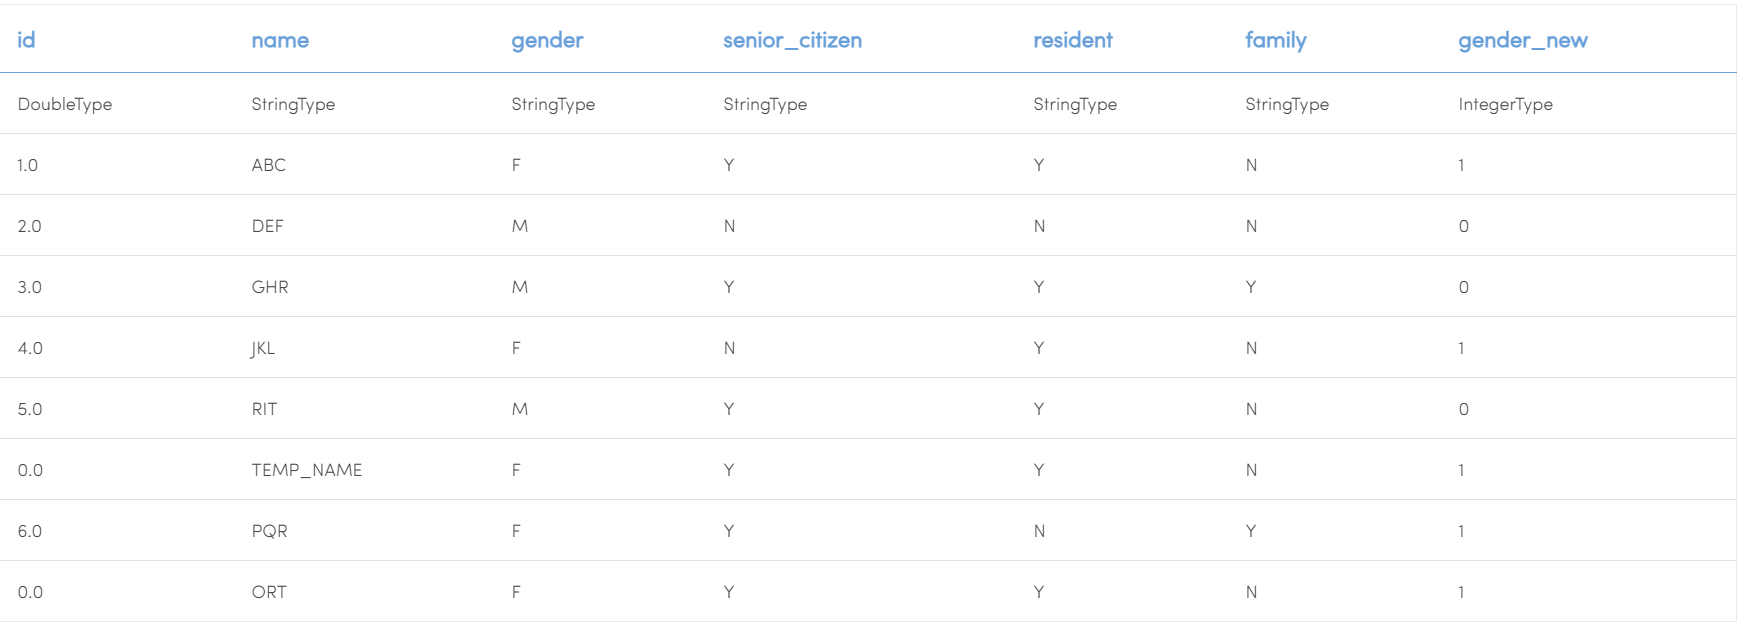 id name gender senior_citizen resident family gender_new
DoubleType StringType StringType StringType StringType StringType IntegerType
1.0 ABC F Y Y N 1
2.0 DEF M N N N 0
3.0 GHR M Y Y Y 0
4.0 JKL F N Y N 1
5.0 RIT M Y Y N 0
0.0 TEMP_NAME F Y Y N 1
6.0 PQR F Y N Y 1
0.0 ORT F Y Y N 1